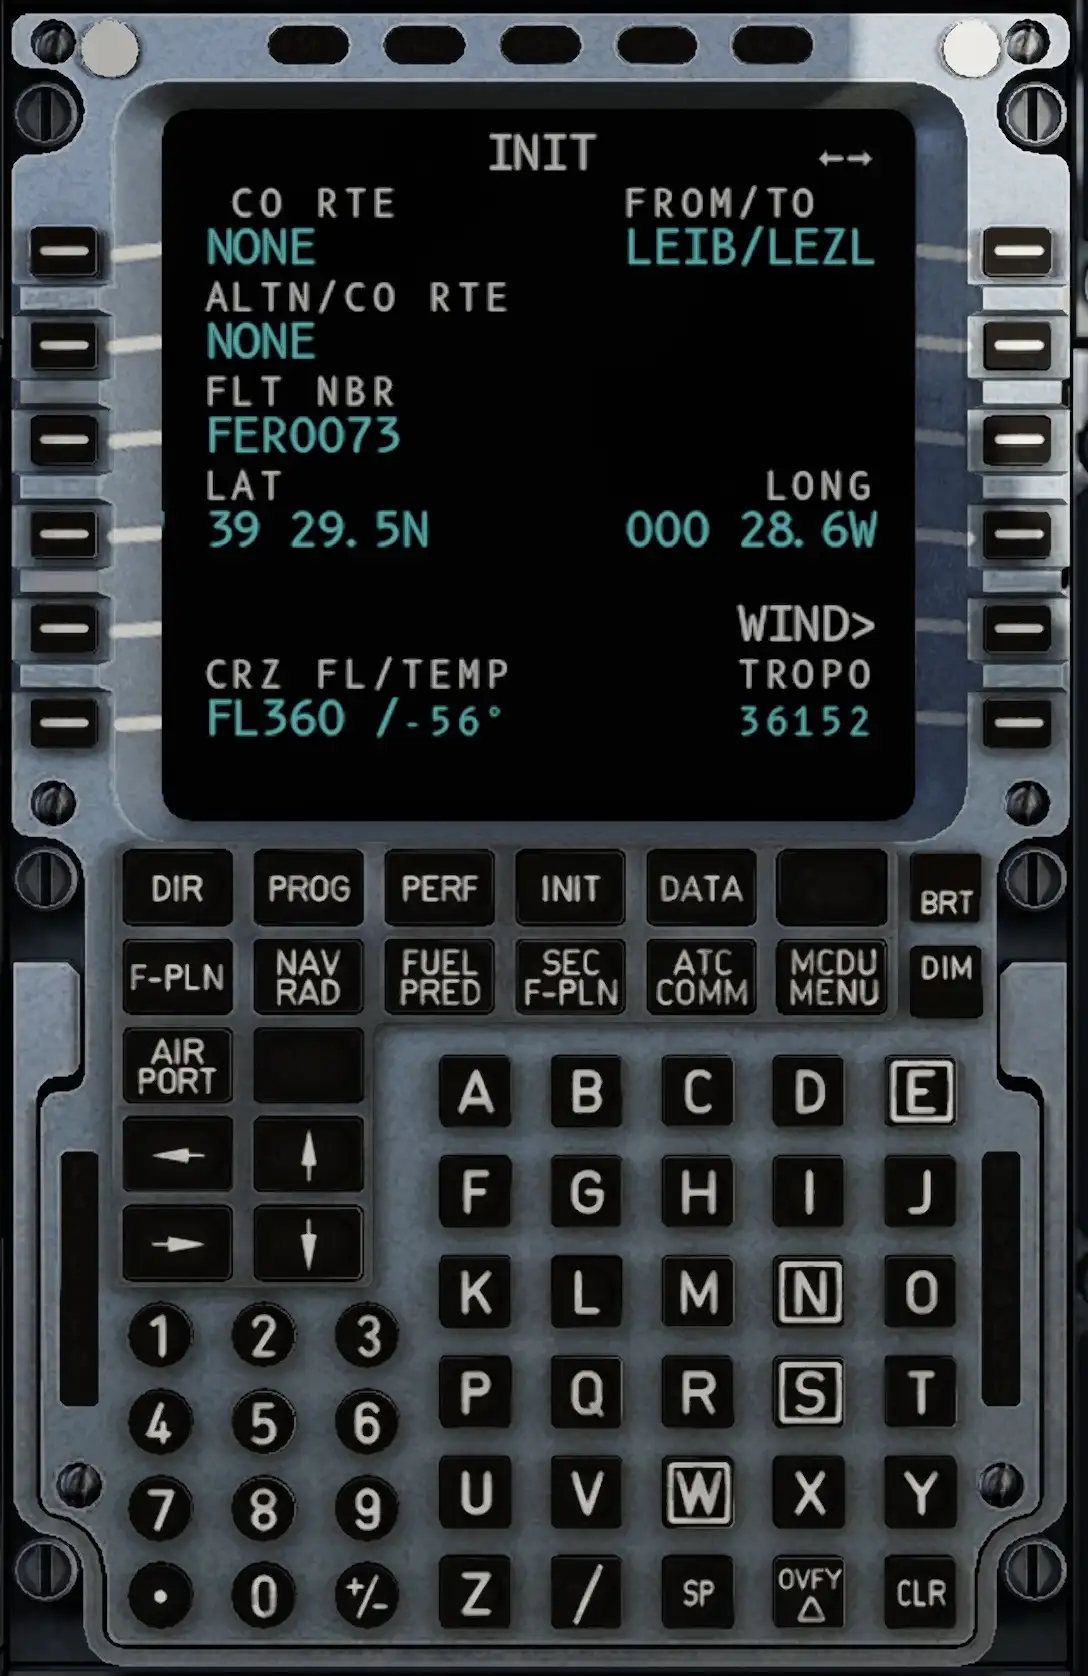 INIT ←→
CO RTE FROM/TO
NONE LEIB/LEZL
ALTN/CO RTE
NONE
FLT NBR
FER0073
LAT LONG
39 29.5N 000 28.6W
WIND>
CRZ FL/TEMP TROPO
FL360 /-56° 36152
DIR PROG PERF INIT DATA BRT
F-PLN NAV RAD FUEL PRED SEC F-PLN ATC COMM MCDU MENU DIM
AIR PORT
A B C D E
← ↑
F G H I J
→ ↓
K L M N O
1 2 3
P Q R S T
4 5 6
U V W X Y
7 8 9
Z / SP OVFY Δ CLR
. 0 +/-